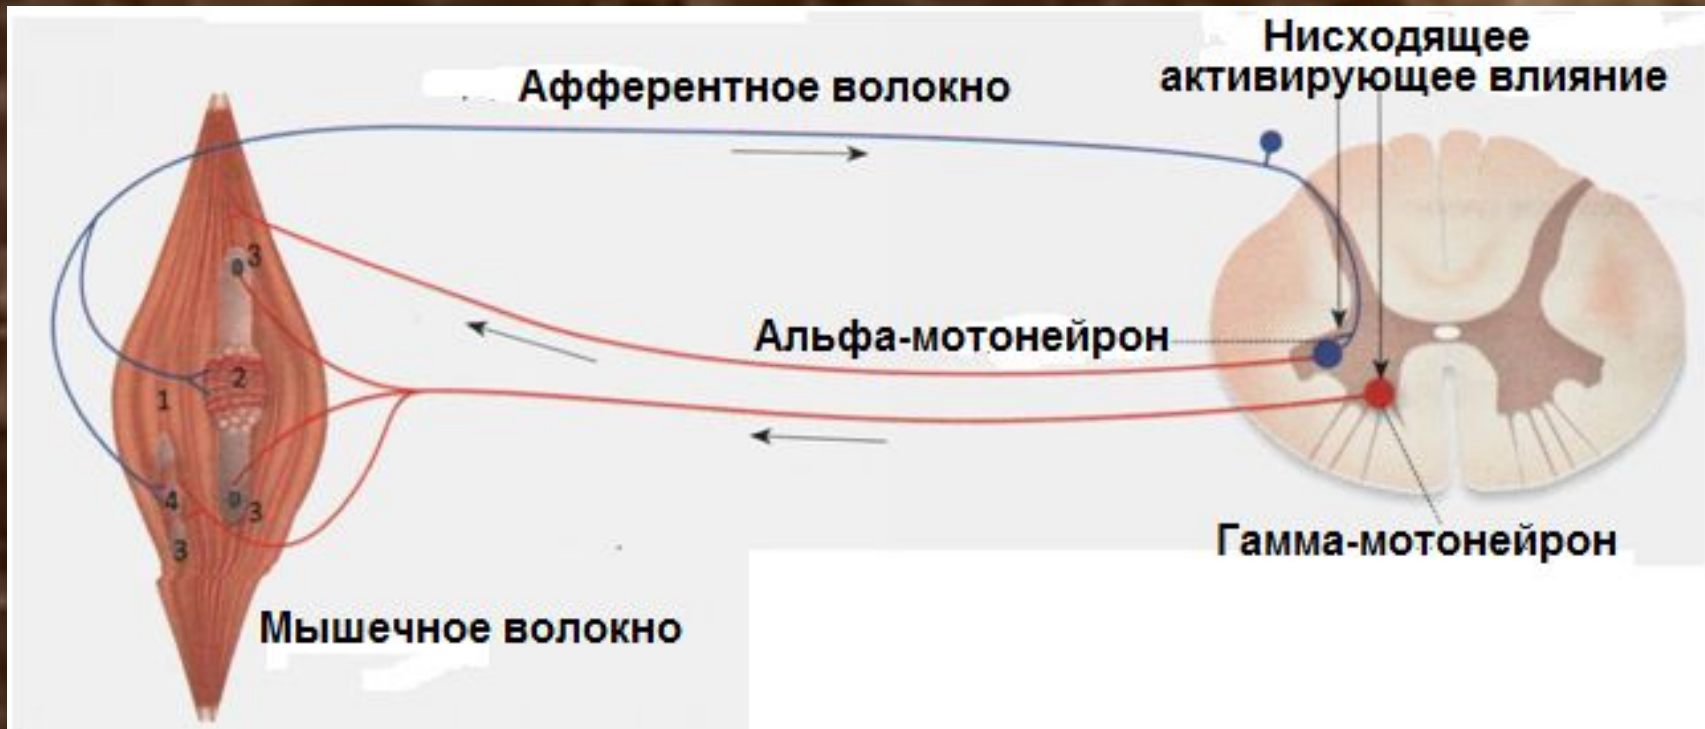 Нисходящее
активирующее влияние
Афферентное волокно
3
Альфа-мотонейрон
2
1
4
3
3
Гамма-мотонейрон
Мышечное волокно